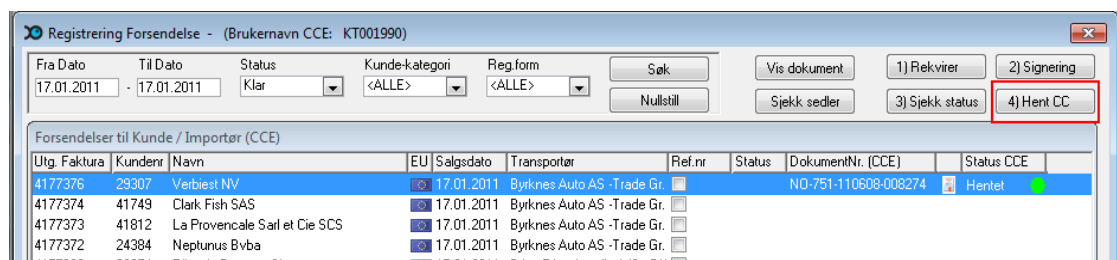 Registrering Forsendelse - (Brukernavn CCE: KT001990)
Fra Dato Til Dato Status Kunde-kategori Reg.form
17.01.2011 - 17.01.2011 Klar <ALLE> <ALLE>
Søk Vis dokument 1) Rekvirer 2) Signering
Nullstill Sjekk sedler 3) Sjekk status 4) Hent CC
Forsendelser til Kunde / Importør (CCE)
Utg. Faktura Kundenr Navn EU Salgsdato Transportør Ref.nr Status DokumentNr. (CCE) Status CCE
4177376 29307 Verbiest NV 17.01.2011 Byrknes Auto AS -Trade Gr. NO-751-110608-008274 Hentet
4177374 41749 Clark Fish SAS 17.01.2011 Byrknes Auto AS -Trade Gr.
4177373 41812 La Provencale Sarl et Cie SCS 17.01.2011 Byrknes Auto AS -Trade Gr.
4177372 24384 Neptunus Bvba 17.01.2011 Byrknes Auto AS -Trade Gr.